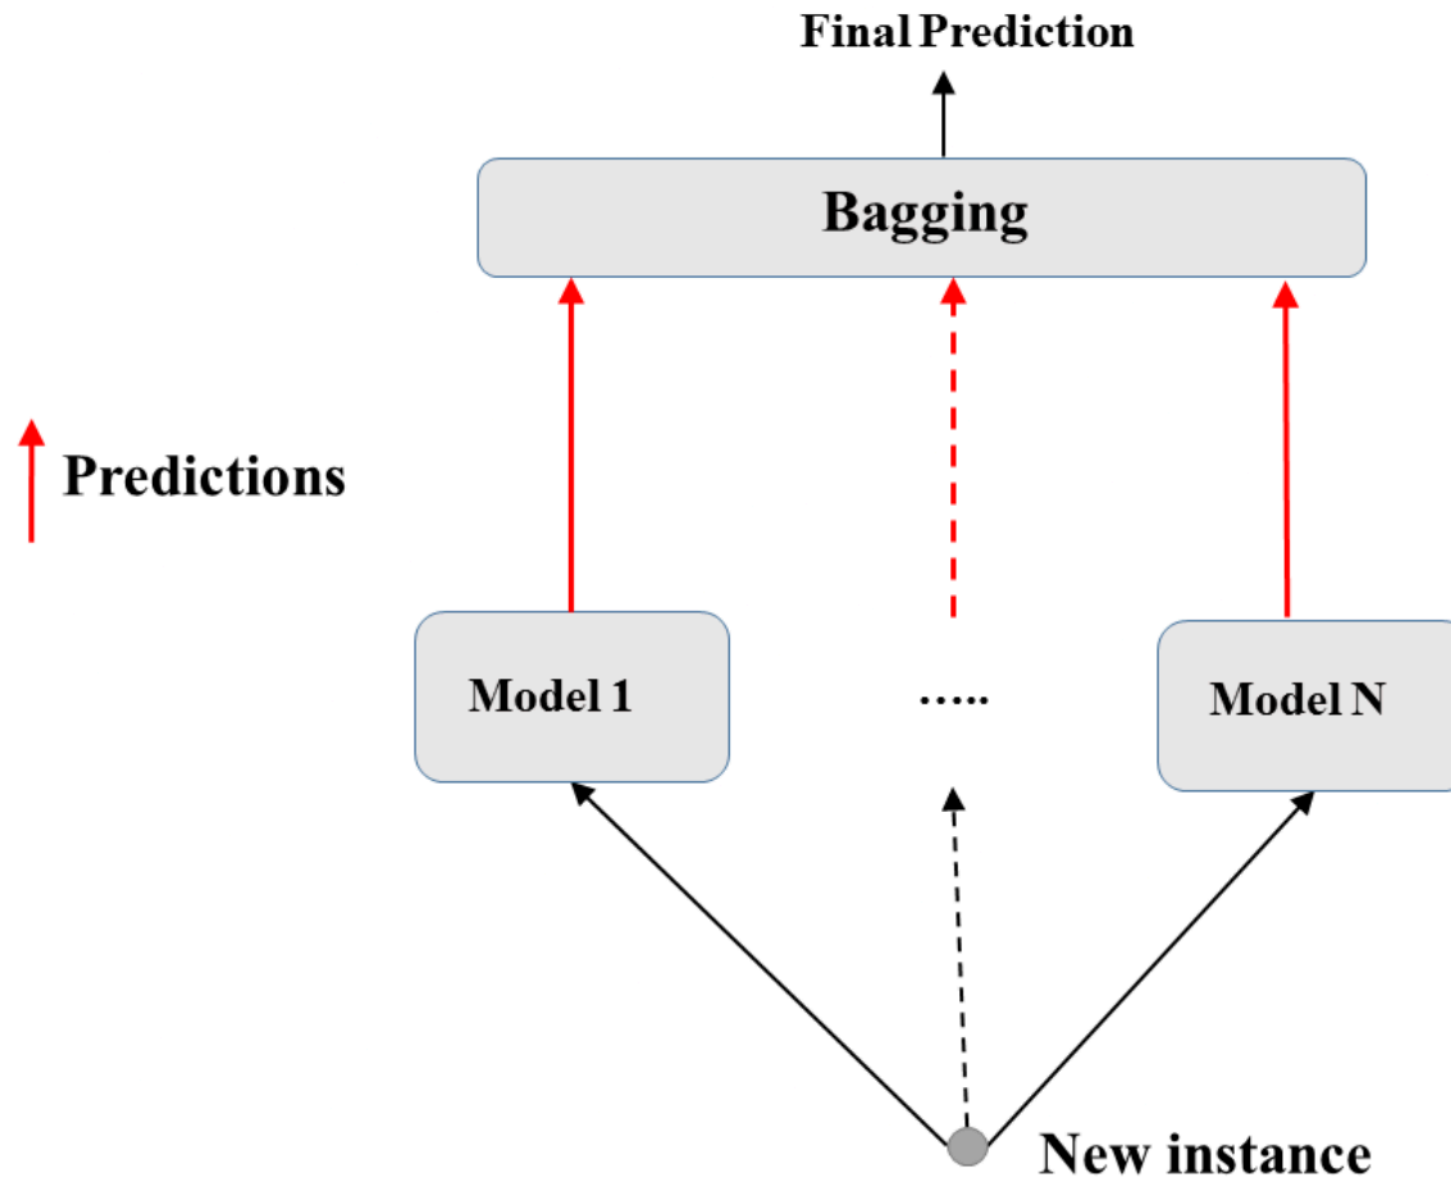 Final Prediction
Bagging
Predictions
Model 1
.....
Model N
New instance